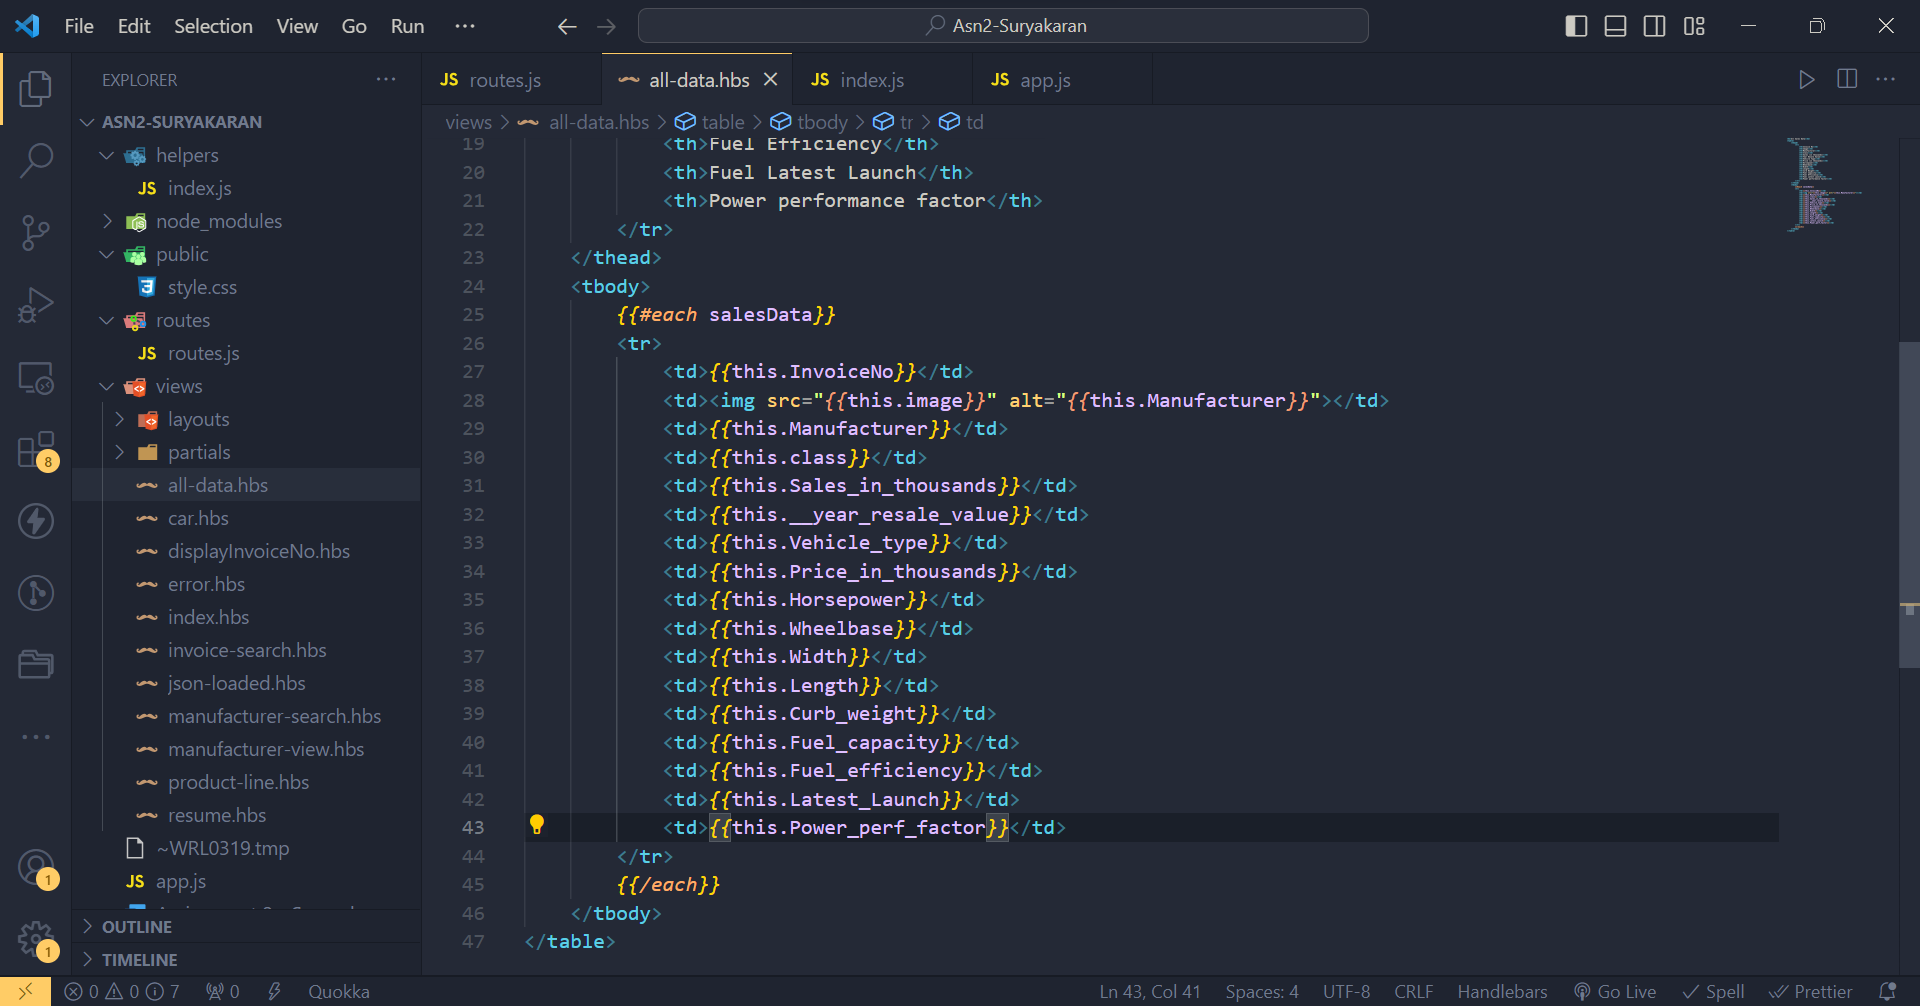 File Edit Selection View Go Run ··· Asn2-Suryakaran
EXPLORER ···
JS routes.js all-data.hbs JS index.js JS app.js ···
views > all-data.hbs > table > tbody > tr > td
ASN2-SURYAKARAN
helpers
JS index.js
node_modules
public
style.css
routes
JS routes.js
views
layouts
partials
all-data.hbs
car.hbs
displayInvoiceNo.hbs
error.hbs
index.hbs
invoice-search.hbs
json-loaded.hbs
manufacturer-search.hbs
manufacturer-view.hbs
product-line.hbs
resume.hbs
~WRL0319.tmp
JS app.js
OUTLINE
TIMELINE
8
1
1
19 <th>Fuel Efficiency</th>
20 <th>Fuel Latest Launch</th>
21 <th>Power performance factor</th>
22 </tr>
23 </thead>
24 <tbody>
25 {{#each salesData}}
26 <tr>
27 <td>{{this.InvoiceNo}}</td>
28 <td><img src="{{this.image}}" alt="{{this.Manufacturer}}"></td>
29 <td>{{this.Manufacturer}}</td>
30 <td>{{this.class}}</td>
31 <td>{{this.Sales_in_thousands}}</td>
32 <td>{{this.__year_resale_value}}</td>
33 <td>{{this.Vehicle_type}}</td>
34 <td>{{this.Price_in_thousands}}</td>
35 <td>{{this.Horsepower}}</td>
36 <td>{{this.Wheelbase}}</td>
37 <td>{{this.Width}}</td>
38 <td>{{this.Length}}</td>
39 <td>{{this.Curb_weight}}</td>
40 <td>{{this.Fuel_capacity}}</td>
41 <td>{{this.Fuel_efficiency}}</td>
42 <td>{{this.Latest_Launch}}</td>
43 <td>{{this.Power_perf_factor}}</td>
44 </tr>
45 {{/each}}
46 </tbody>
47 </table>
0 0 7 0 Quokka Ln 43, Col 41 Spaces: 4 UTF-8 CRLF Handlebars Go Live Spell Prettier